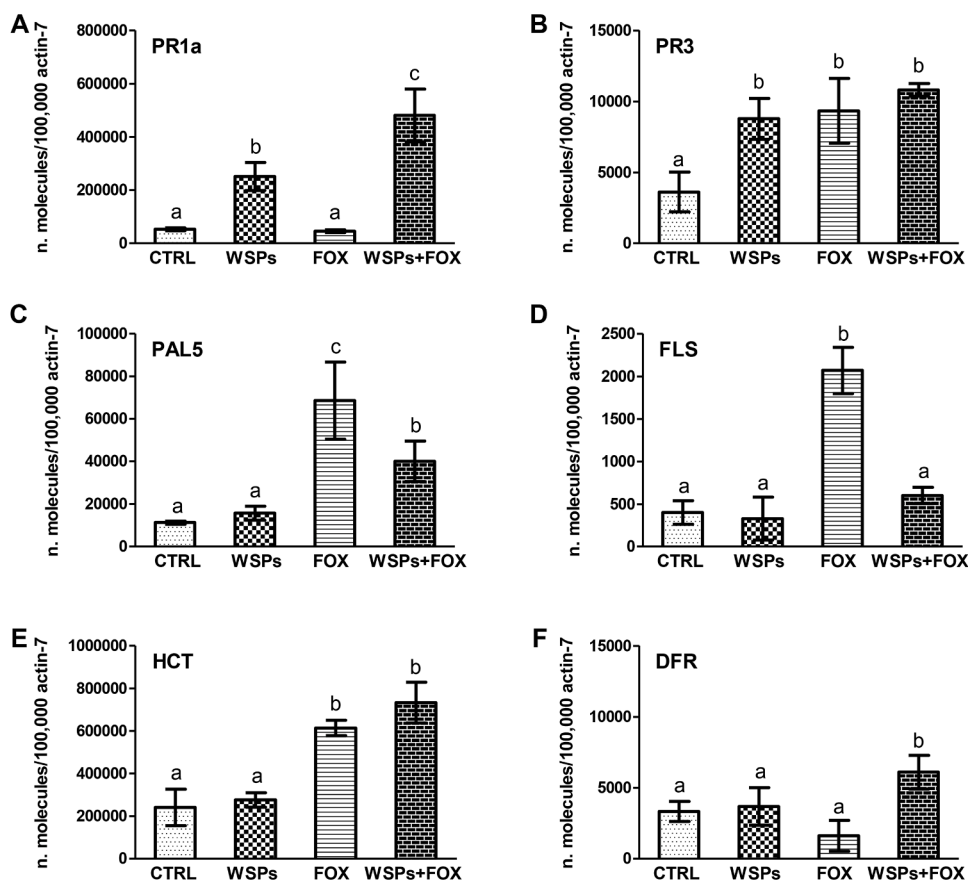 A
PR1a
n. molecules/100,000 actin-7
800000
600000
400000
200000
0
a
b
a
c
CTRL WSPs FOX WSPs+FOX
B
PR3
n. molecules/100,000 actin-7
15000
10000
5000
0
a
b
b
b
CTRL WSPs FOX WSPs+FOX
C
PAL5
n. molecules/100,000 actin-7
100000
80000
60000
40000
20000
0
a
a
c
b
CTRL WSPs FOX WSPs+FOX
D
FLS
n. molecules/100,000 actin-7
2500
2000
1500
1000
500
0
a
a
b
a
CTRL WSPs FOX WSPs+FOX
E
HCT
n. molecules/100,000 actin-7
1000000
800000
600000
400000
200000
0
a
a
b
b
CTRL WSPs FOX WSPs+FOX
F
DFR
n. molecules/100,000 actin-7
15000
10000
5000
0
a
a
a
b
CTRL WSPs FOX WSPs+FOX